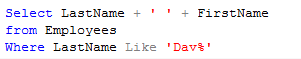 Select LastName + ' ' + FirstName
from Employees
Where LastName Like 'Dav%'